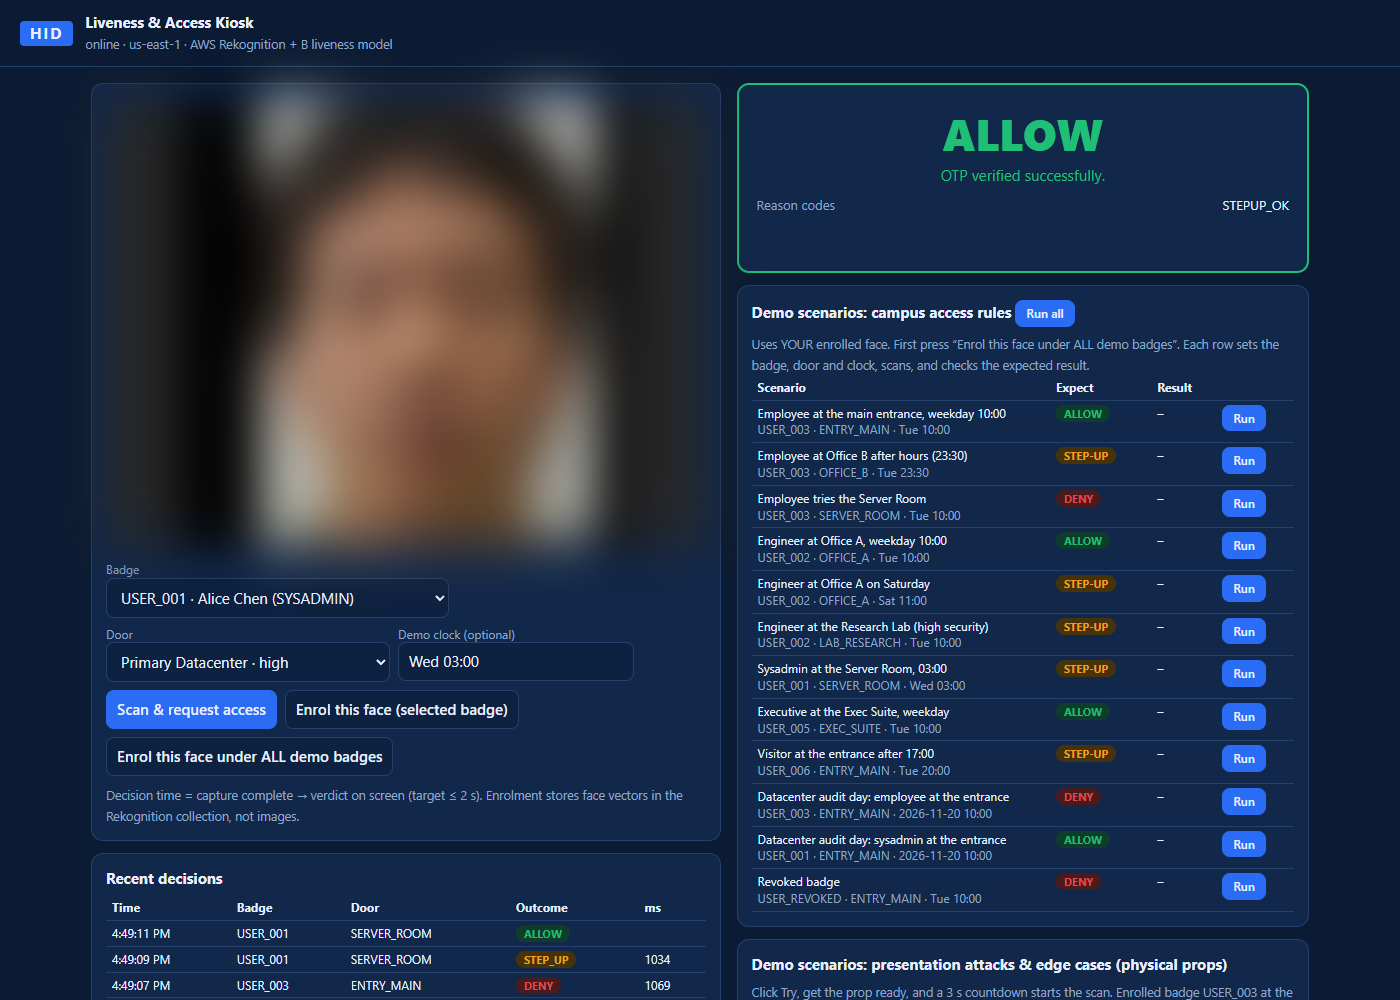 HID
Liveness & Access Kiosk
online · us-east-1 · AWS Rekognition + B liveness model
Badge
USER_001 · Alice Chen (SYSADMIN)
Door
Demo clock (optional)
Primary Datacenter · high
Wed 03:00
Scan & request access
Enrol this face (selected badge)
Enrol this face under ALL demo badges
Decision time = capture complete → verdict on screen (target ≤ 2 s). Enrolment stores face vectors in the
Rekognition collection, not images.
Recent decisions
Time Badge Door Outcome ms
4:49:11 PM USER_001 SERVER_ROOM ALLOW
4:49:09 PM USER_001 SERVER_ROOM STEP_UP 1034
4:49:07 PM USER_003 ENTRY_MAIN DENY 1069
ALLOW
OTP verified successfully.
Reason codes STEPUP_OK
Demo scenarios: campus access rules Run all
Uses YOUR enrolled face. First press “Enrol this face under ALL demo badges”. Each row sets the
badge, door and clock, scans, and checks the expected result.
Scenario Expect Result
Employee at the main entrance, weekday 10:00 ALLOW – Run
USER_003 · ENTRY_MAIN · Tue 10:00
Employee at Office B after hours (23:30) STEP-UP – Run
USER_003 · OFFICE_B · Tue 23:30
Employee tries the Server Room DENY – Run
USER_003 · SERVER_ROOM · Tue 10:00
Engineer at Office A, weekday 10:00 ALLOW – Run
USER_002 · OFFICE_A · Tue 10:00
Engineer at Office A on Saturday STEP-UP – Run
USER_002 · OFFICE_A · Sat 11:00
Engineer at the Research Lab (high security) STEP-UP – Run
USER_002 · LAB_RESEARCH · Tue 10:00
Sysadmin at the Server Room, 03:00 STEP-UP – Run
USER_001 · SERVER_ROOM · Wed 03:00
Executive at the Exec Suite, weekday ALLOW – Run
USER_005 · EXEC_SUITE · Tue 10:00
Visitor at the entrance after 17:00 STEP-UP – Run
USER_006 · ENTRY_MAIN · Tue 20:00
Datacenter audit day: employee at the entrance DENY – Run
USER_003 · ENTRY_MAIN · 2026-11-20 10:00
Datacenter audit day: sysadmin at the entrance ALLOW – Run
USER_001 · ENTRY_MAIN · 2026-11-20 10:00
Revoked badge DENY – Run
USER_REVOKED · ENTRY_MAIN · Tue 10:00
Demo scenarios: presentation attacks & edge cases (physical props)
Click Try, get the prop ready, and a 3 s countdown starts the scan. Enrolled badge USER_003 at the